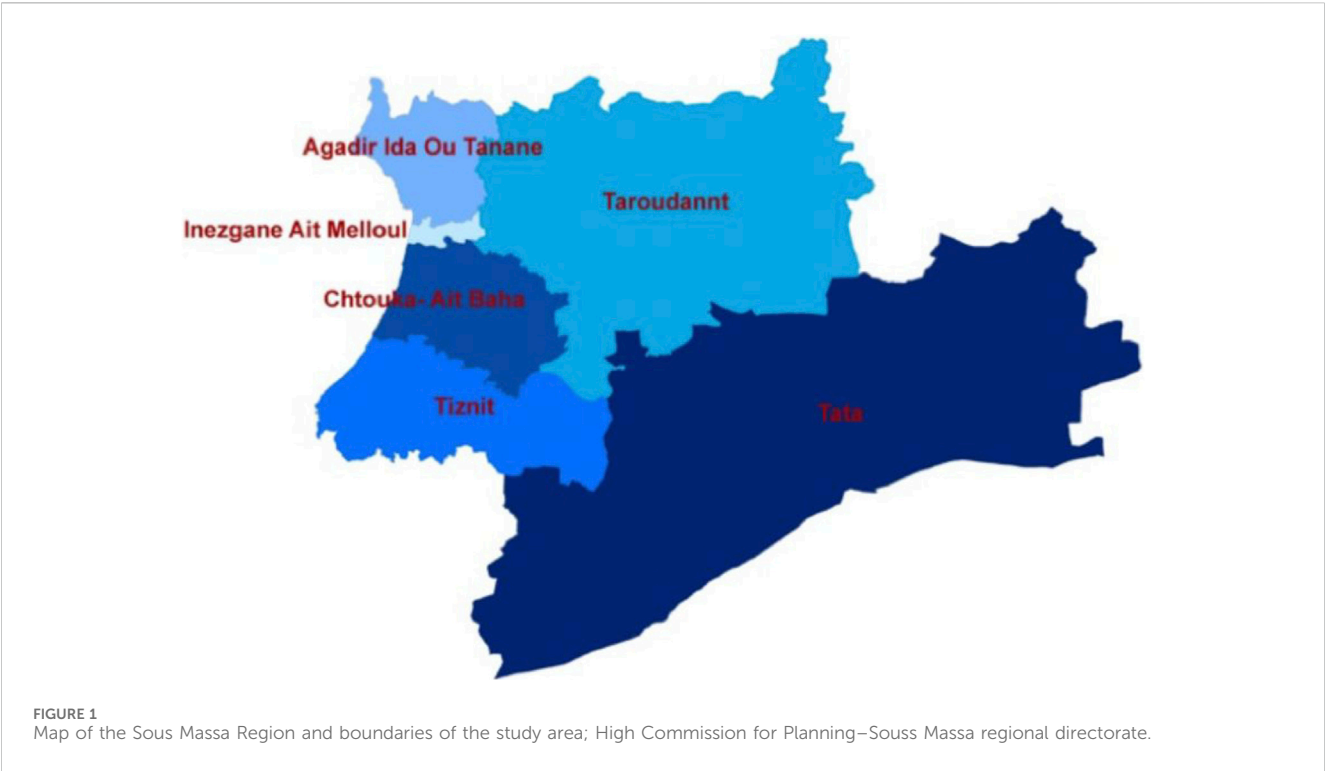 Agadir Ida Ou Tanane
Taroudannt
Inezgane Ait Melloul
Chtouka- Ait Baha
Tiznit
Tata
FIGURE 1
Map of the Sous Massa Region and boundaries of the study area; High Commission for Planning–Souss Massa regional directorate.